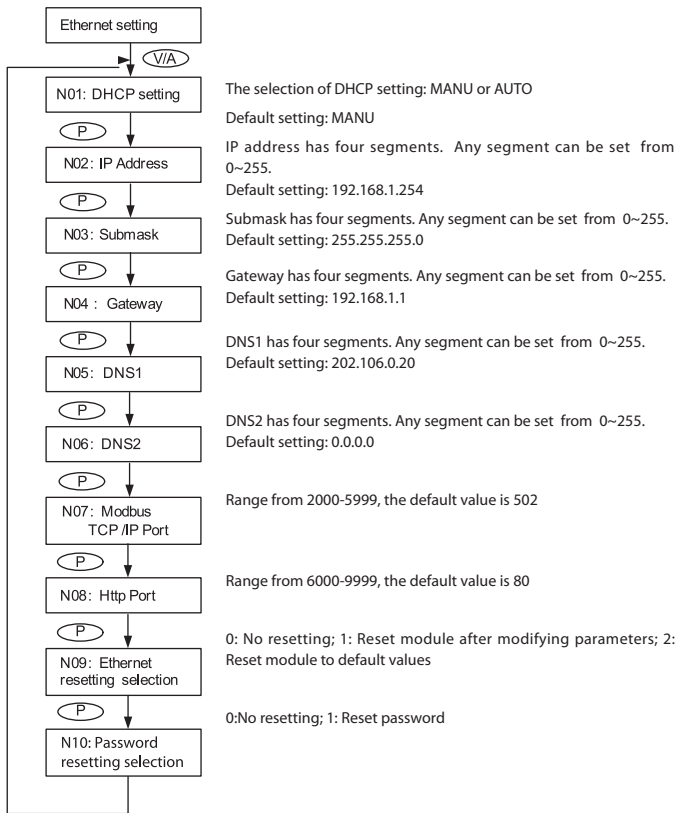 Ethernet setting
V/A
N01: DHCP setting
The selection of DHCP setting: MANU or AUTO
Default setting: MANU
P
N02: IP Address
IP address has four segments. Any segment can be set from
0~255.
Default setting: 192.168.1.254
P
N03: Submask
Submask has four segments. Any segment can be set from 0~255.
Default setting: 255.255.255.0
P
N04 : Gateway
Gateway has four segments. Any segment can be set from 0~255.
Default setting: 192.168.1.1
P
N05: DNS1
DNS1 has four segments. Any segment can be set from 0~255.
Default setting: 202.106.0.20
P
N06: DNS2
DNS2 has four segments. Any segment can be set from 0~255.
Default setting: 0.0.0.0
P
N07: Modbus
TCP /IP Port
Range from 2000-5999, the default value is 502
P
N08: Http Port
Range from 6000-9999, the default value is 80
P
N09: Ethernet
resetting selection
0: No resetting; 1: Reset module after modifying parameters; 2:
Reset module to default values
P
N10: Password
resetting selection
0:No resetting; 1: Reset password